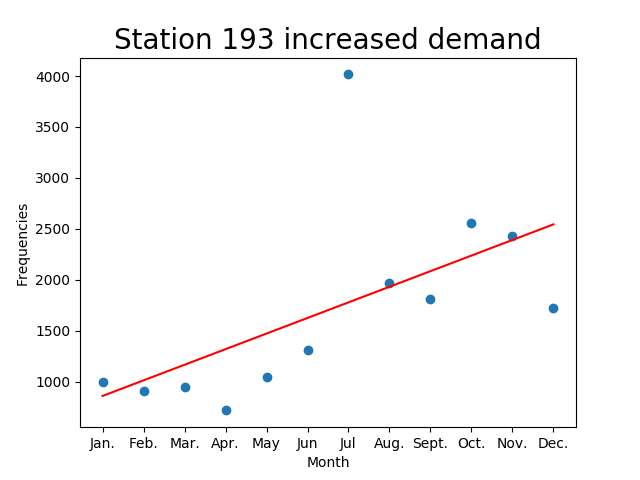 Station 193 increased demand
4000
3500
3000
2500
2000
1500
1000
Frequencies
Jan. Feb. Mar. Apr. May Jun Jul Aug. Sept. Oct. Nov. Dec.
Month